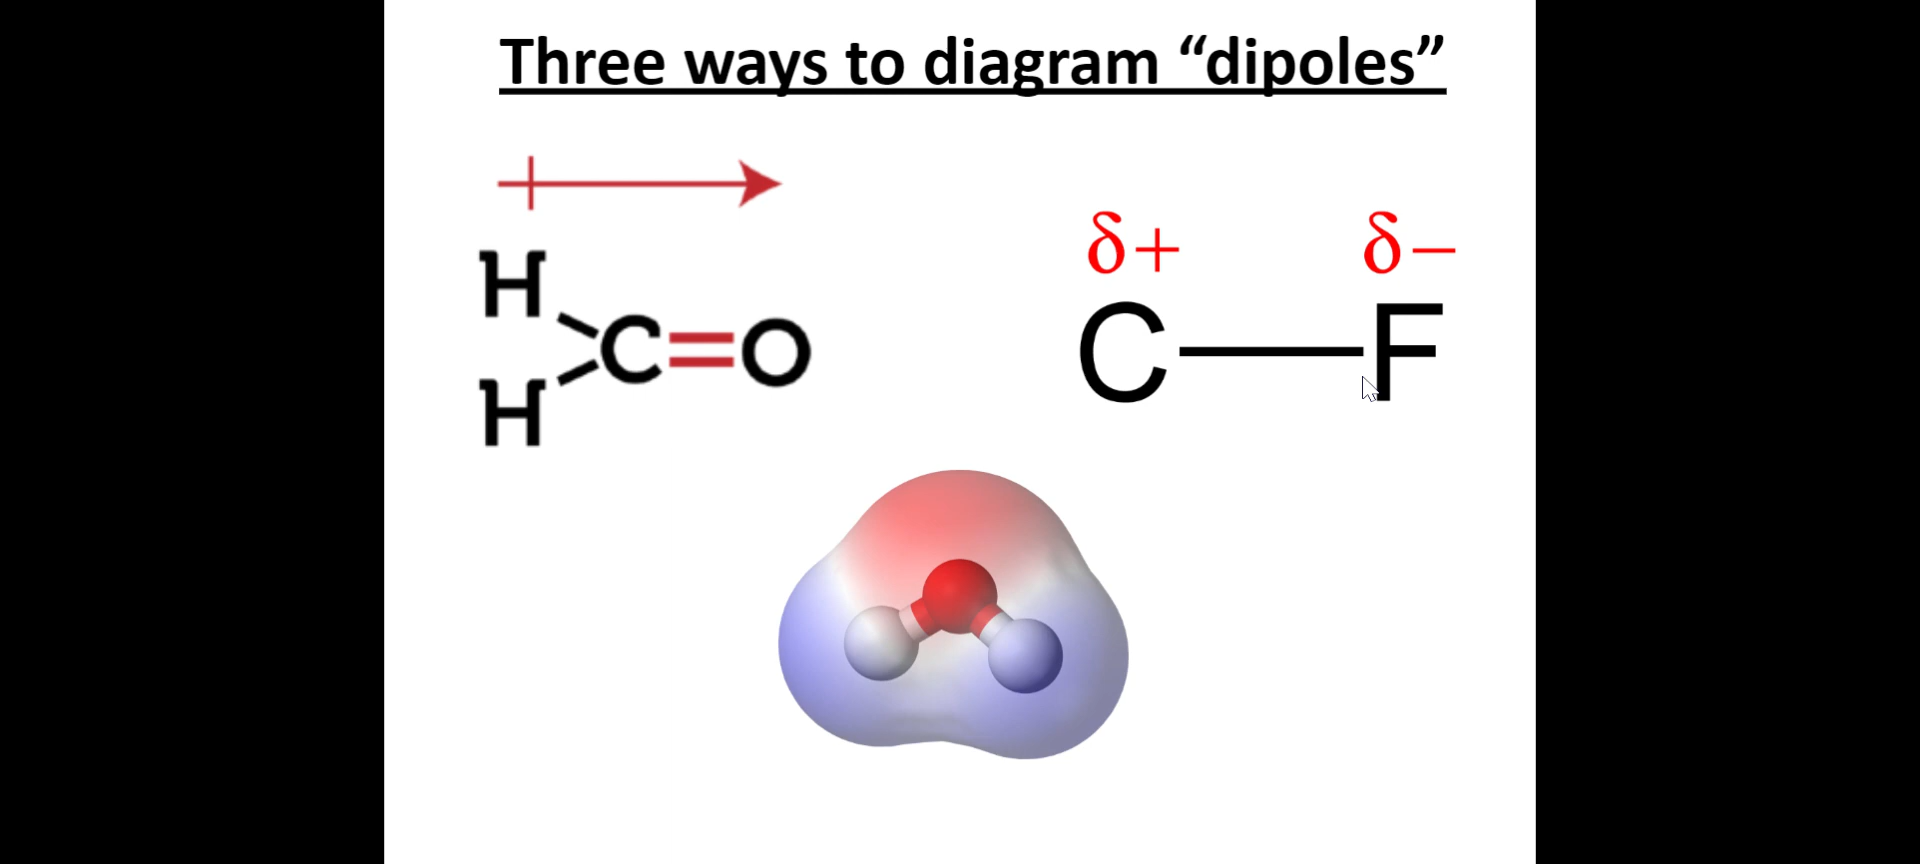 Three ways to diagram “dipoles”
δ+ δ−
H
C=O
H
C—F